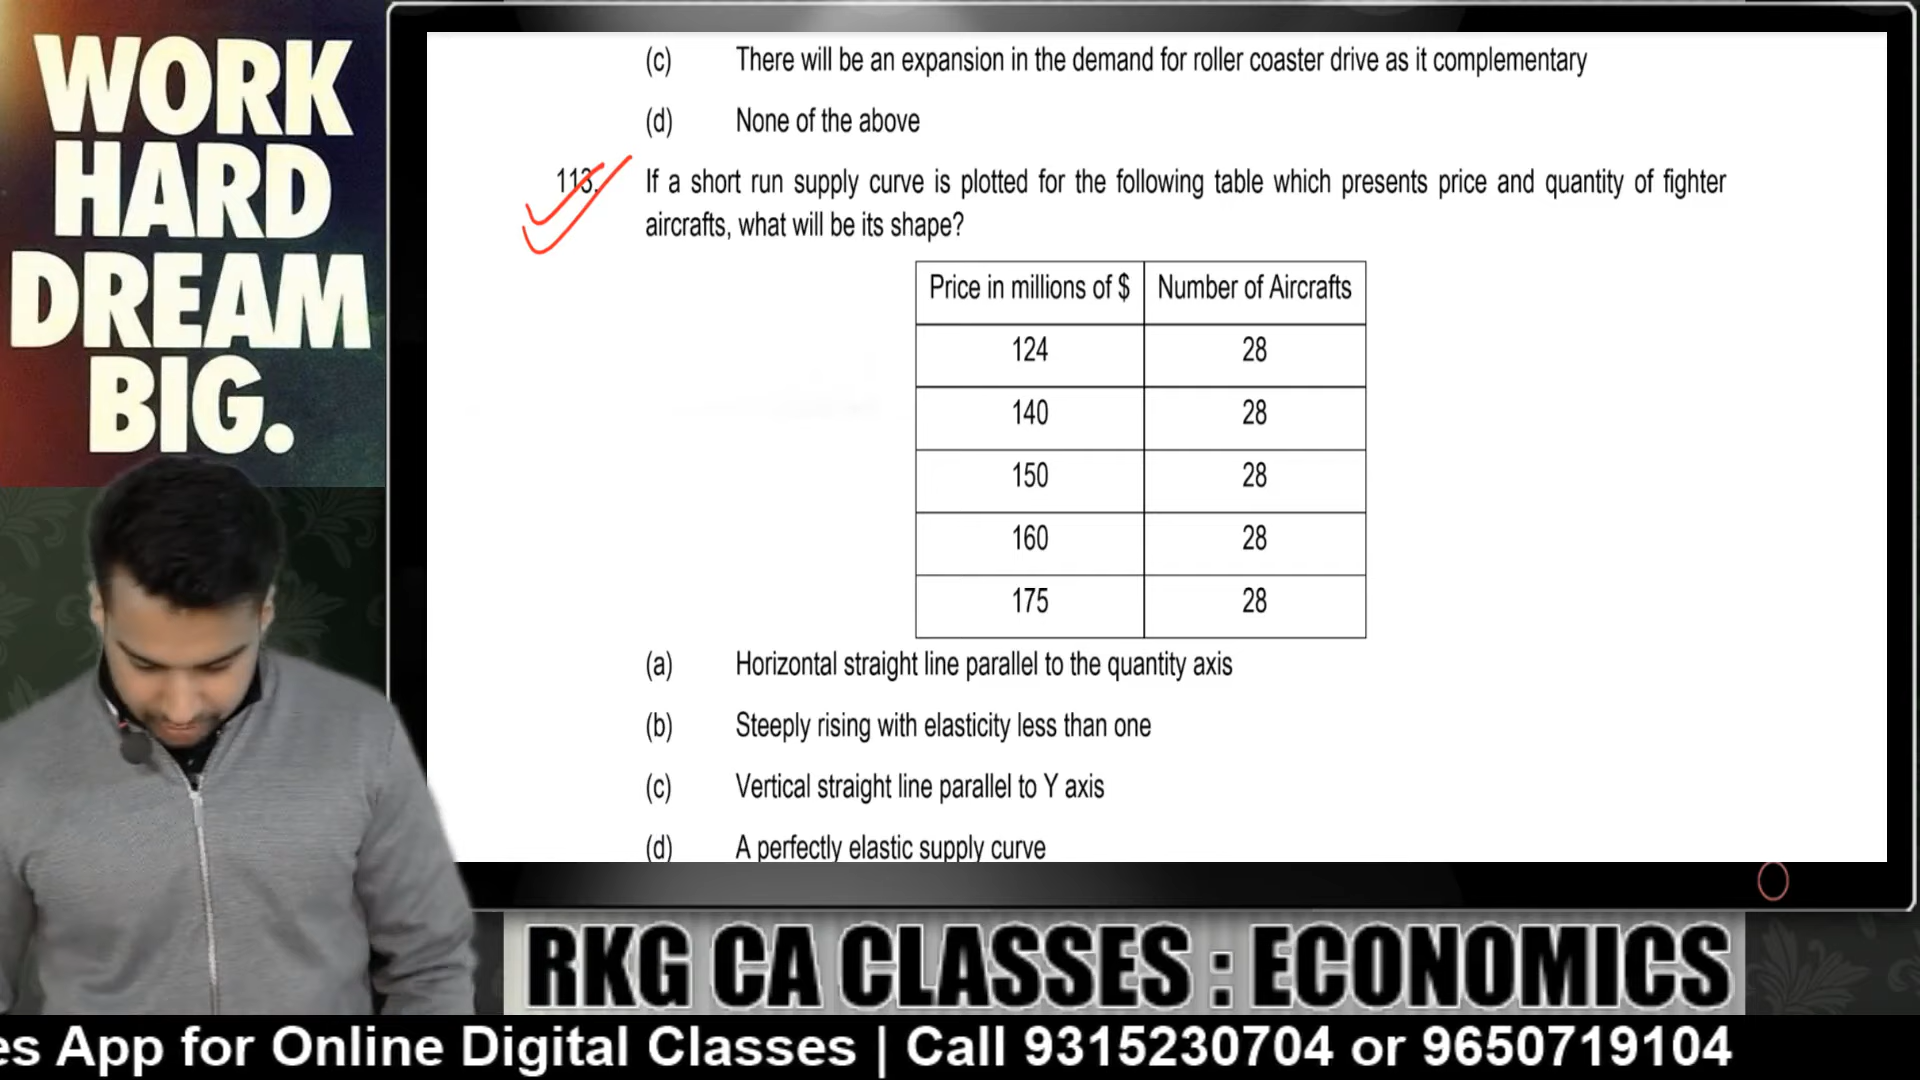 WORK
HARD
DREAM
BIG.
(c) There will be an expansion in the demand for roller coaster drive as it complementary
(d) None of the above
113. If a short run supply curve is plotted for the following table which presents price and quantity of fighter
aircrafts, what will be its shape?
Price in millions of $ Number of Aircrafts
124 28
140 28
150 28
160 28
175 28
(a) Horizontal straight line parallel to the quantity axis
(b) Steeply rising with elasticity less than one
(c) Vertical straight line parallel to Y axis
(d) A perfectly elastic supply curve
RKG CA CLASSES : ECONOMICS
es App for Online Digital Classes | Call 9315230704 or 9650719104